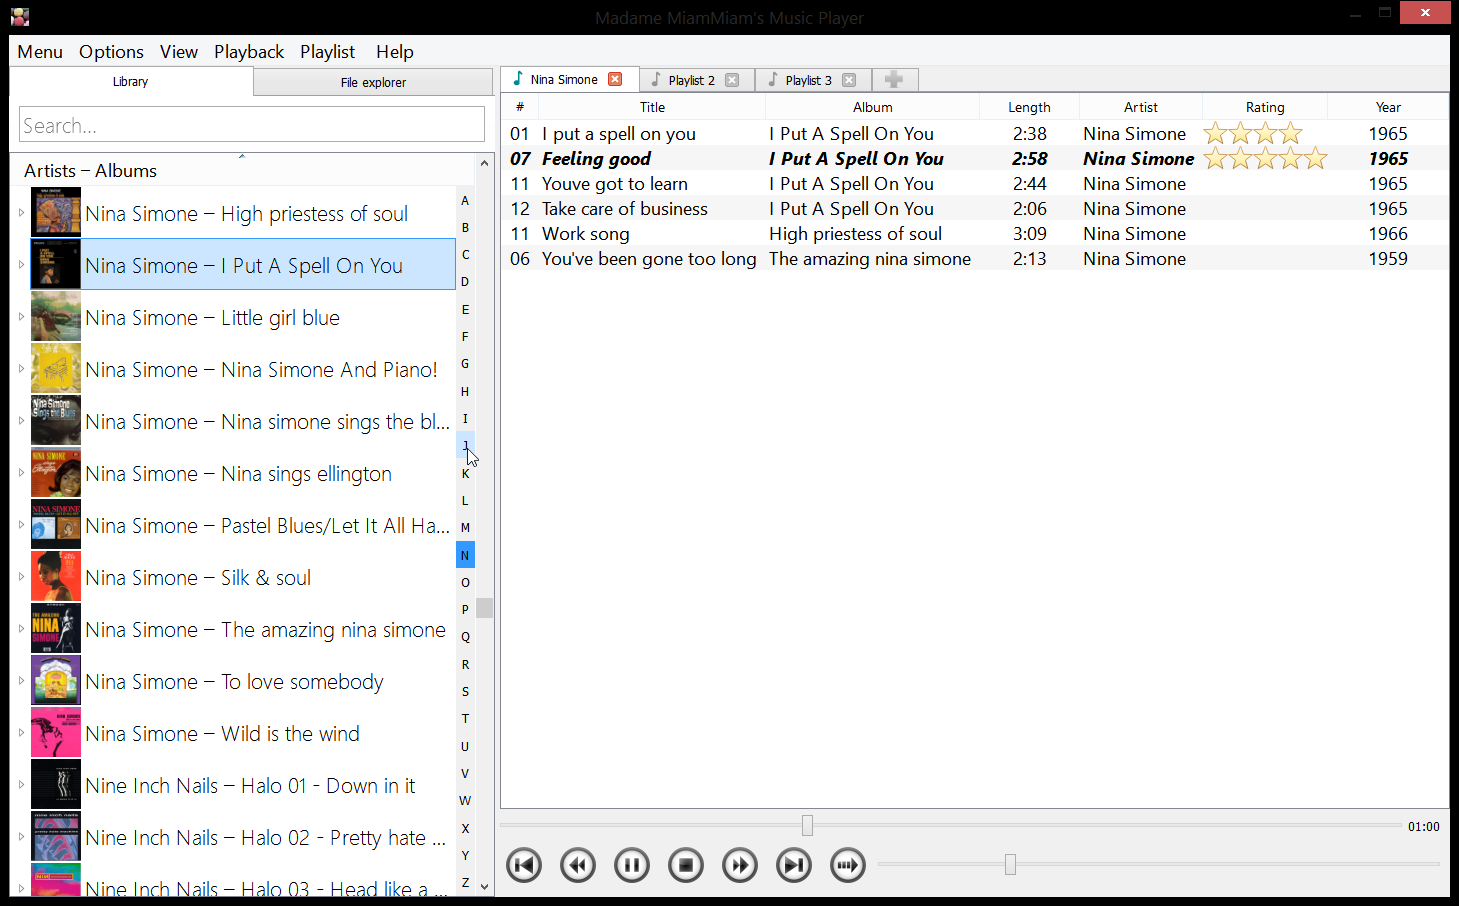 Madame MiamMiam's Music Player
Menu Options View Playback Playlist Help
Library File explorer
Search...
Artists – Albums
Nina Simone – High priestess of soul
Nina Simone – I Put A Spell On You
Nina Simone – Little girl blue
Nina Simone – Nina Simone And Piano!
Nina Simone – Nina simone sings the bl...
Nina Simone – Nina sings ellington
Nina Simone – Pastel Blues/Let It All Ha...
Nina Simone – Silk & soul
Nina Simone – The amazing nina simone
Nina Simone – To love somebody
Nina Simone – Wild is the wind
Nine Inch Nails – Halo 01 - Down in it
Nine Inch Nails – Halo 02 - Pretty hate ...
Nine Inch Nails – Halo 03 - Head like a ...
A
B
C
D
E
F
G
H
I
J
K
L
M
N
O
P
Q
R
S
T
U
V
W
X
Y
Z
Nina Simone Playlist 2 Playlist 3
# Title Album Length Artist Rating Year
01 I put a spell on you I Put A Spell On You 2:38 Nina Simone 1965
07 Feeling good I Put A Spell On You 2:58 Nina Simone 1965
11 Youve got to learn I Put A Spell On You 2:44 Nina Simone 1965
12 Take care of business I Put A Spell On You 2:06 Nina Simone 1965
11 Work song High priestess of soul 3:09 Nina Simone 1966
06 You've been gone too long The amazing nina simone 2:13 Nina Simone 1959
01:00